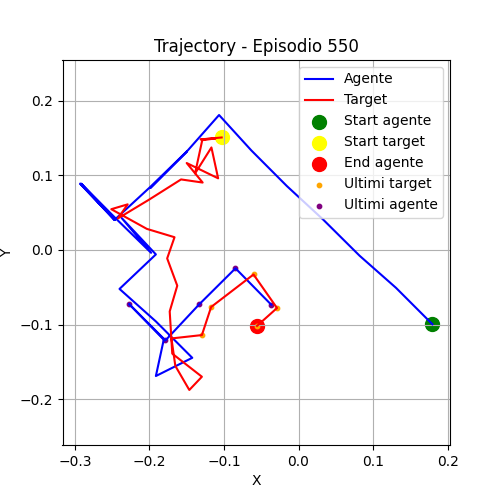 Trajectory - Episodio 550
Agente
Target
Start agente
Start target
End agente
Ultimi target
Ultimi agente
Y
0.2
0.1
0.0
−0.1
−0.2
−0.3
−0.2
−0.1
0.0
0.1
0.2
X